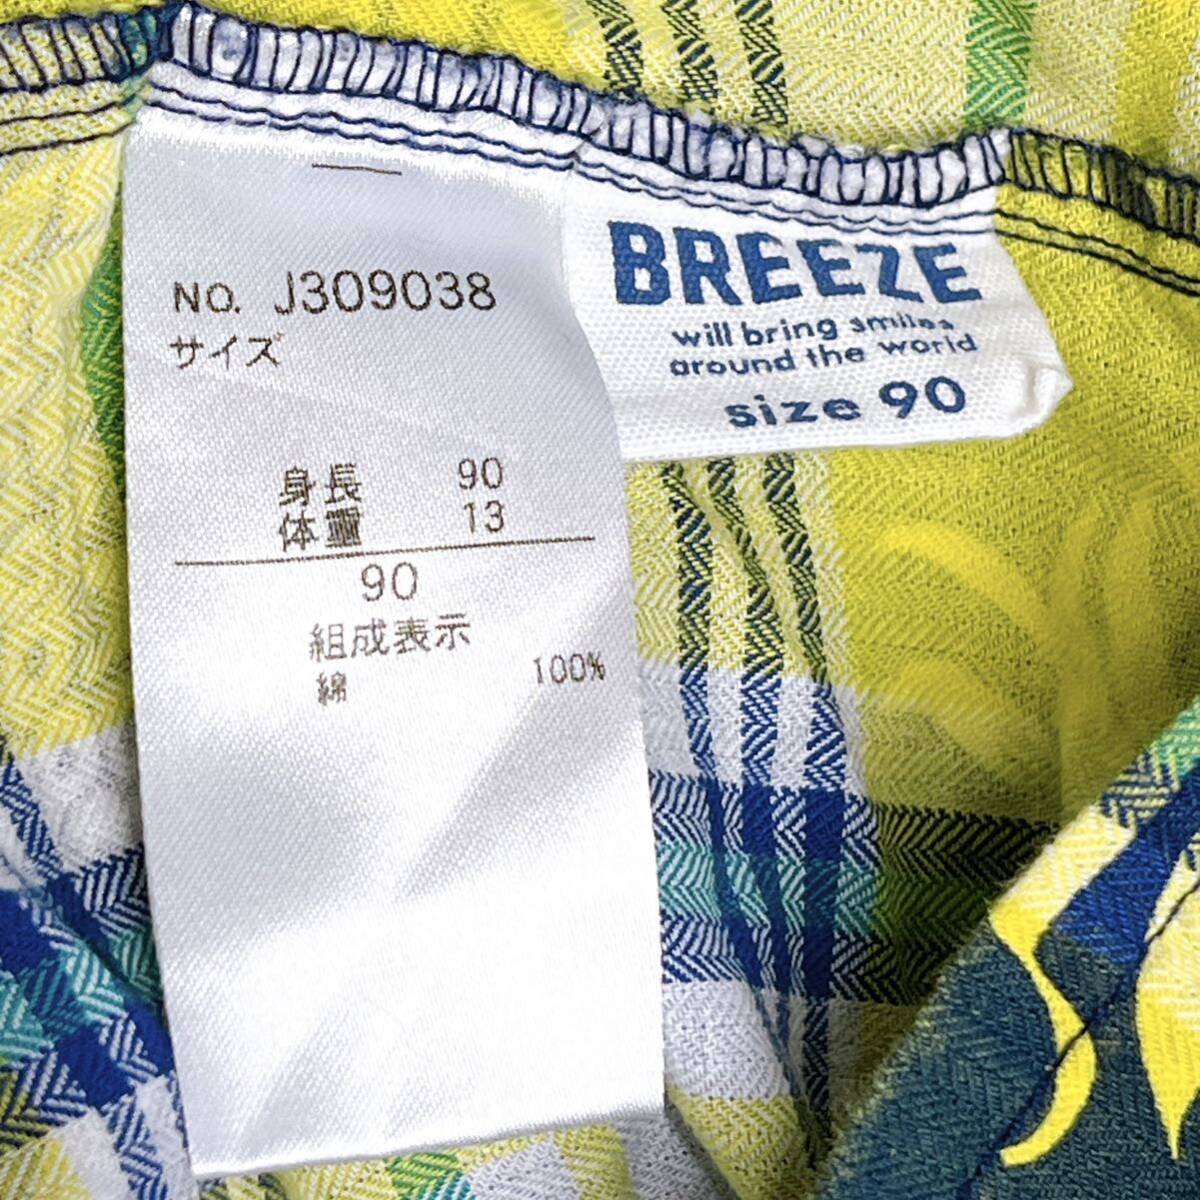 NO. J309038
サイズ
身長 90
体重 13
90
組成表示
綿 100%
BREEZE
will bring smiles
around the world
size 90